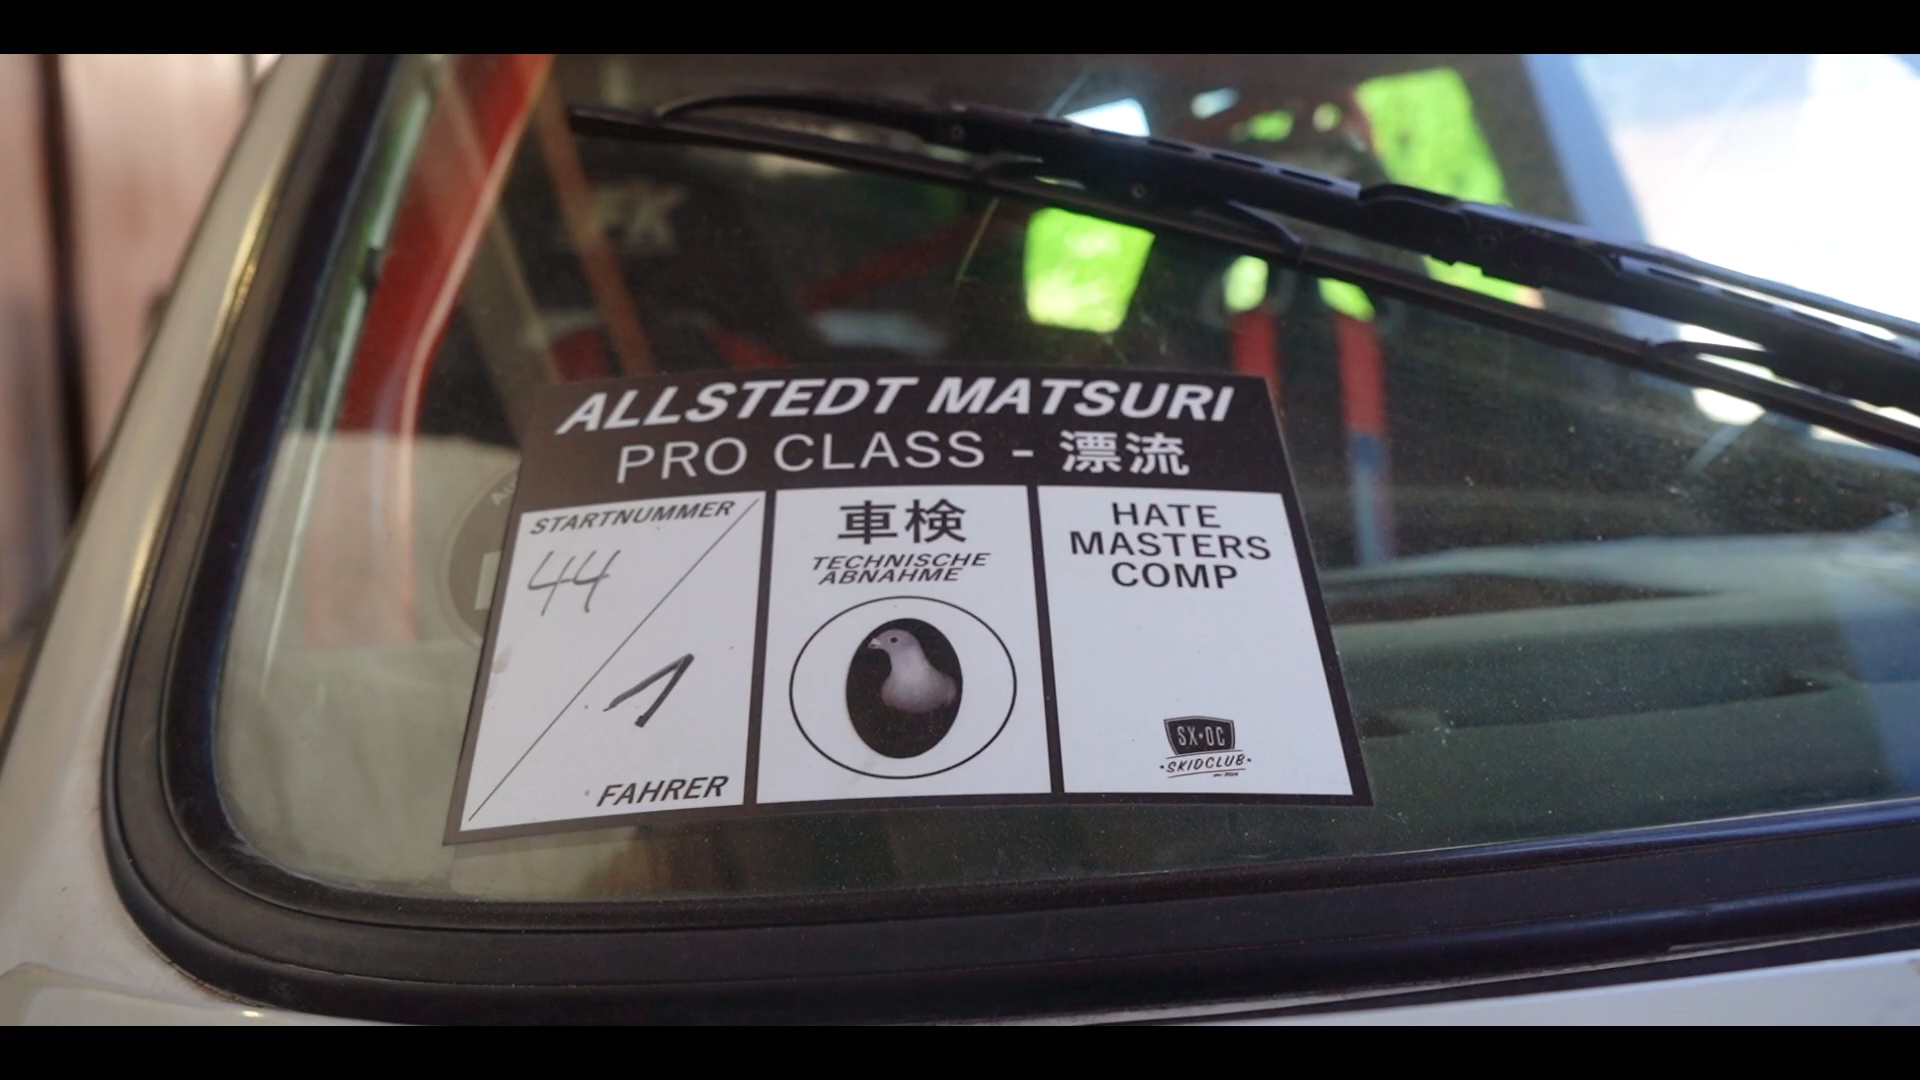 ALLSTEDT MATSURI
PRO CLASS - 漂流
STARTNUMMER
44
1
FAHRER
車検
TECHNISCHE
ABNAHME
HATE
MASTERS
COMP
SX•OC
•SKIDCLUB•